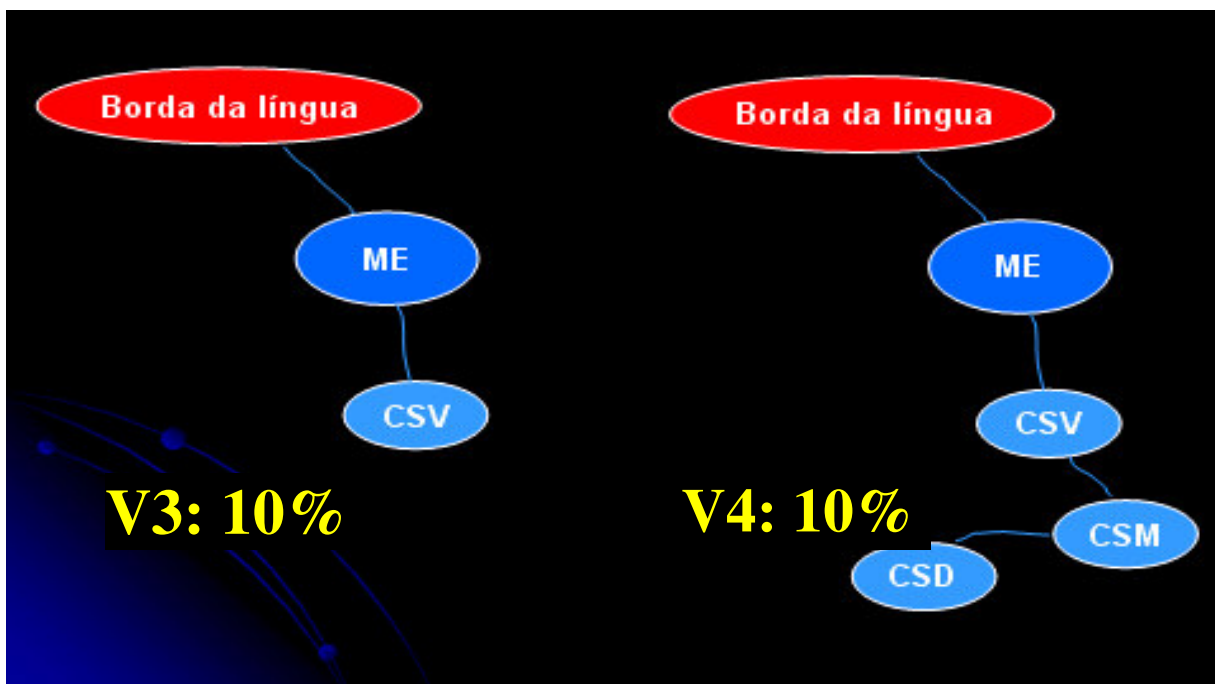 Borda da língua
ME
CSV
V3: 10%
Borda da língua
ME
CSV
V4: 10%
CSM
CSD